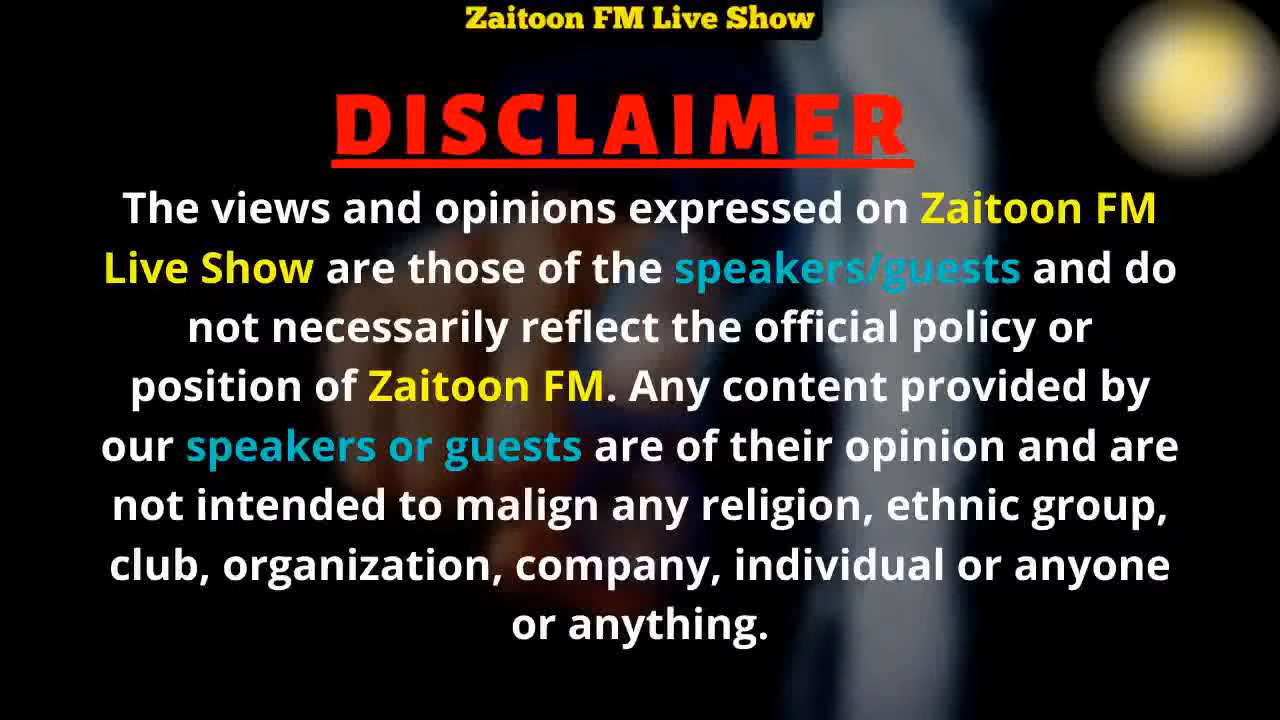 Zaitoon FM Live Show
DISCLAIMER
The views and opinions expressed on Zaitoon FM
Live Show are those of the speakers/guests and do
not necessarily reflect the official policy or
position of Zaitoon FM. Any content provided by
our speakers or guests are of their opinion and are
not intended to malign any religion, ethnic group,
club, organization, company, individual or anyone
or anything.